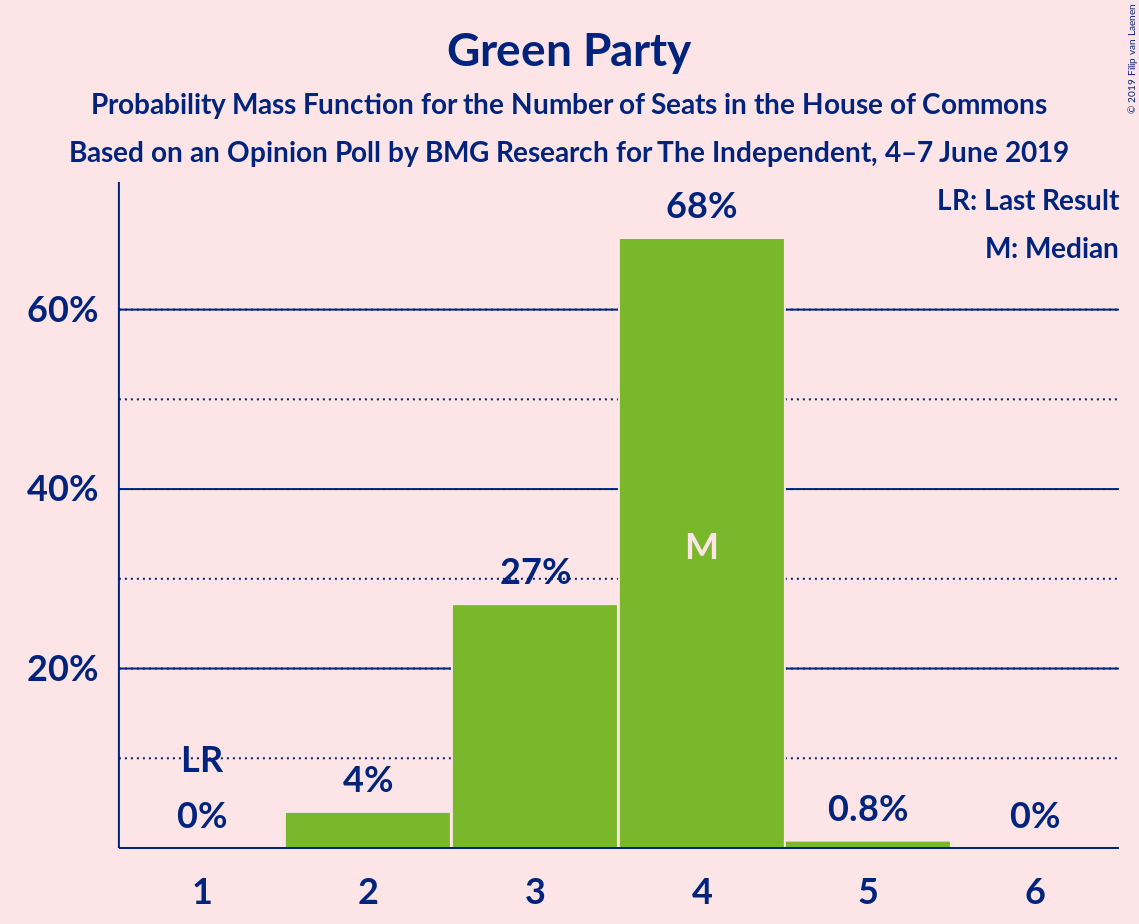 Green Party
Probability Mass Function for the Number of Seats in the House of Commons
Based on an Opinion Poll by BMG Research for The Independent, 4–7 June 2019
© 2019 Filip van Laenen
LR: Last Result
M: Median
68%
60%
40%
M
27%
20%
LR
4%
0%
0.8%
0%
1 2 3 4 5 6